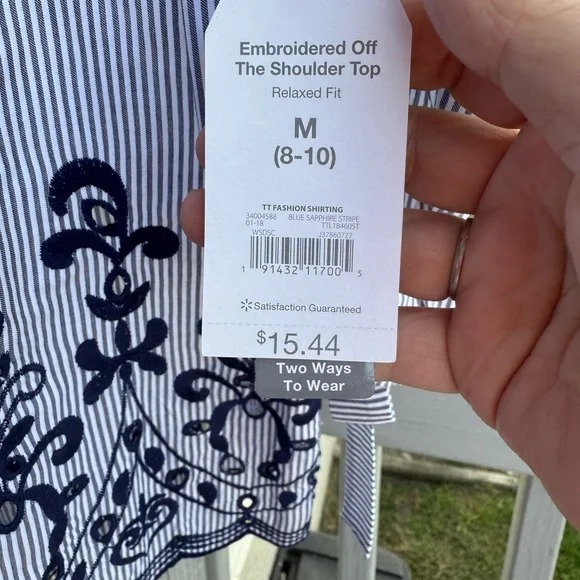 Embroidered Off
The Shoulder Top
Relaxed Fit
M
(8-10)
TT FASHION SHIRTING
34004588 BLUE SAPPHIRE STRIPE
01-18 TTL18460ST
WSDSC J37860727
1 91432 11700 5
Satisfaction Guaranteed
$15.44
Two Ways
To Wear